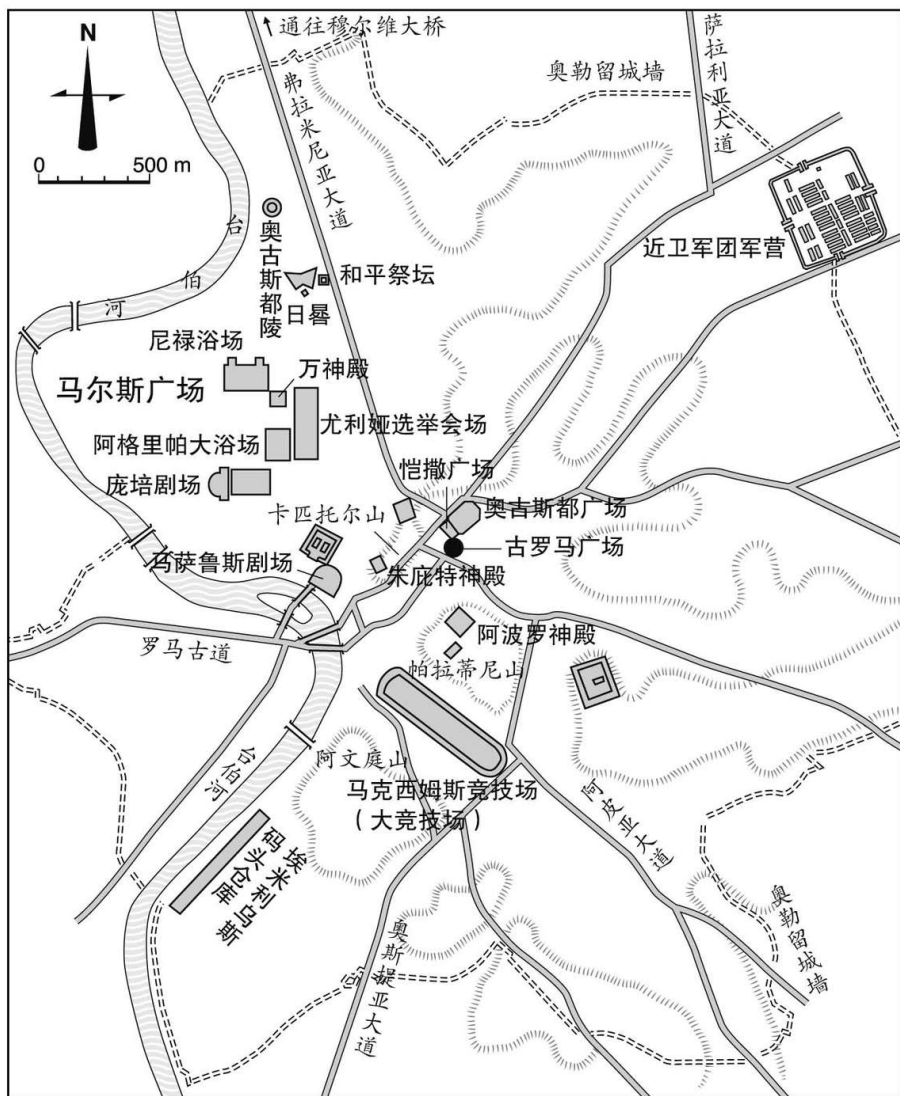 通往穆尔维大桥
N
0 500 m
弗拉米尼亚大道
奥勒留城墙
萨拉利亚大道
近卫军团军营
台伯河
奥古斯都陵
和平祭坛
日晷
尼禄浴场
万神殿
马尔斯广场
尤利娅选举会场
阿格里帕大浴场
庞培剧场
恺撒广场
卡匹托尔山
奥古斯都广场
古罗马广场
马萨鲁斯剧场
朱庇特神殿
罗马古道
阿波罗神殿
帕拉蒂尼山
台伯河
阿文庭山
马克西姆斯竞技场
（大竞技场）
阿皮亚大道
埃米利乌斯
码头仓库
奥斯提亚大道
奥勒留城墙